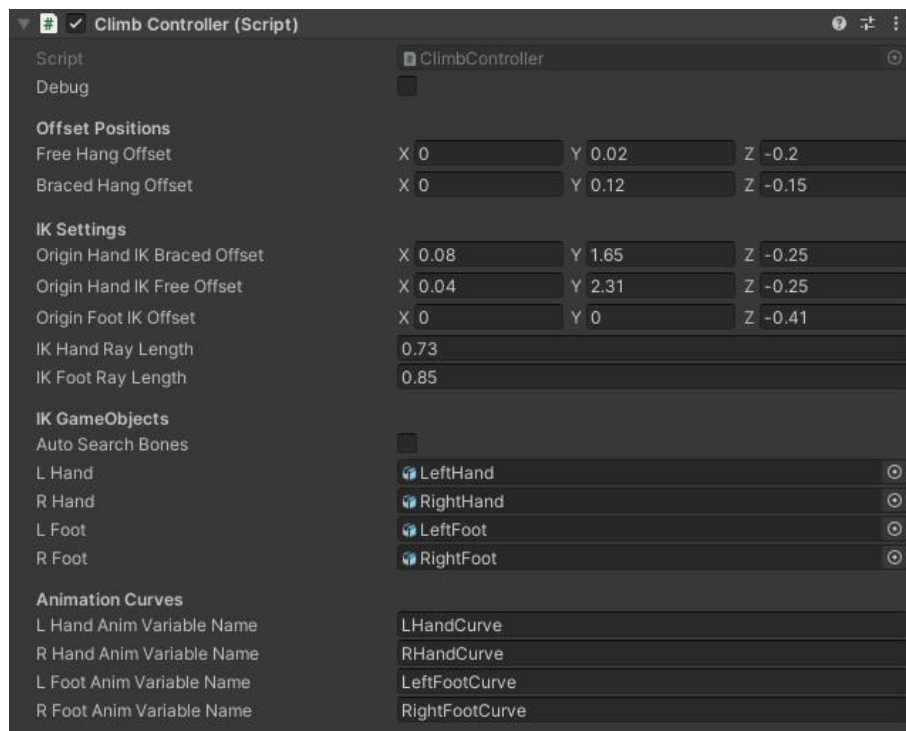 # Climb Controller (Script)
Script ClimbController
Debug
Offset Positions
Free Hang Offset X 0 Y 0.02 Z -0.2
Braced Hang Offset X 0 Y 0.12 Z -0.15
IK Settings
Origin Hand IK Braced Offset X 0.08 Y 1.65 Z -0.25
Origin Hand IK Free Offset X 0.04 Y 2.31 Z -0.25
Origin Foot IK Offset X 0 Y 0 Z -0.41
IK Hand Ray Length 0.73
IK Foot Ray Length 0.85
IK GameObjects
Auto Search Bones
L Hand LeftHand
R Hand RightHand
L Foot LeftFoot
R Foot RightFoot
Animation Curves
L Hand Anim Variable Name LHandCurve
R Hand Anim Variable Name RHandCurve
L Foot Anim Variable Name LeftFootCurve
R Foot Anim Variable Name RightFootCurve